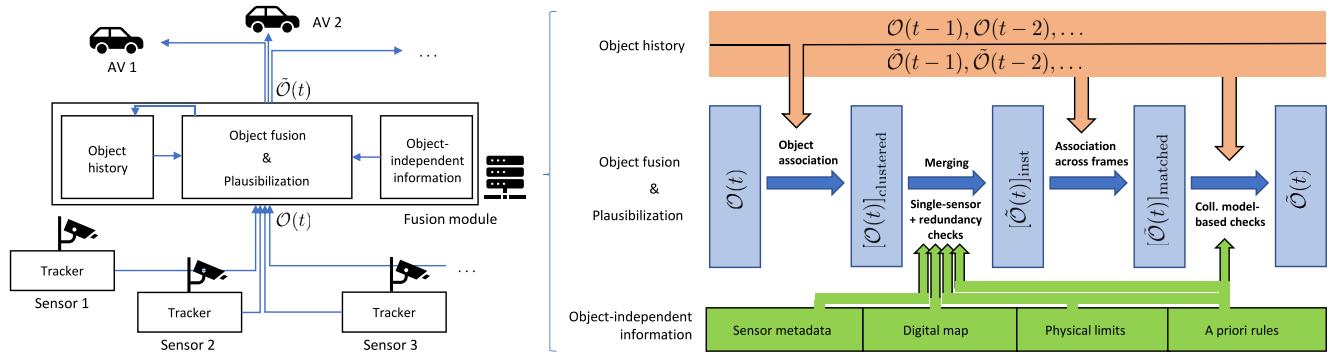 AV 1
AV 2
. . .
Õ(t)
Object
history
Object fusion
&
Plausibilization
Object-
independent
information
Fusion module
O(t)
Tracker
Sensor 1
Tracker
Sensor 2
Tracker
Sensor 3
. . .
Object history
O(t − 1), O(t − 2), . . .
Õ(t − 1), Õ(t − 2), . . .
Object fusion
&
Plausibilization
O(t)
Object
association
[O(t)]clustered
Merging
Single-sensor
+ redundancy
checks
[Õ(t)]inst
Association
across frames
[Õ(t)]matched
Coll. model-
based checks
Õ(t)
Object-independent
information
Sensor metadata
Digital map
Physical limits
A priori rules